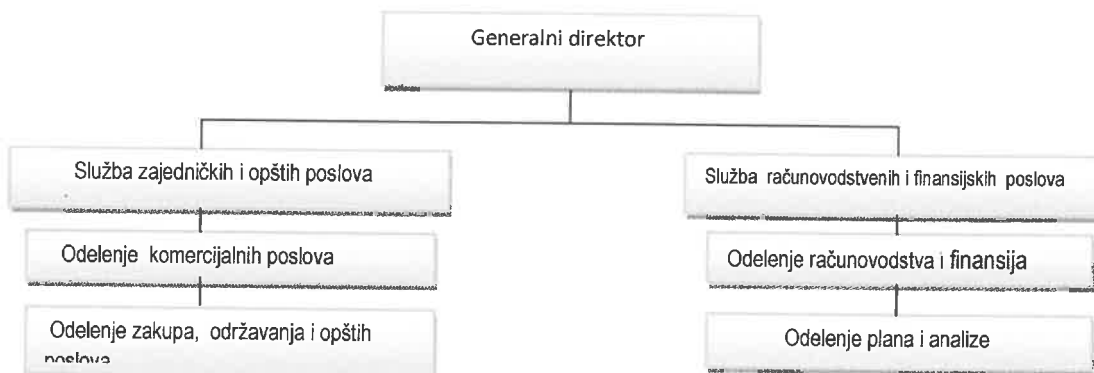 Generalni direktor
Služba zajedničkih i opštih poslova
Odelenje komercijalnih poslova
Odelenje zakupa, održavanja i opštih
poslova
Služba računovodstvenih i finansijskih poslova
Odelenje računovodstva i finansija
Odelenje plana i analize